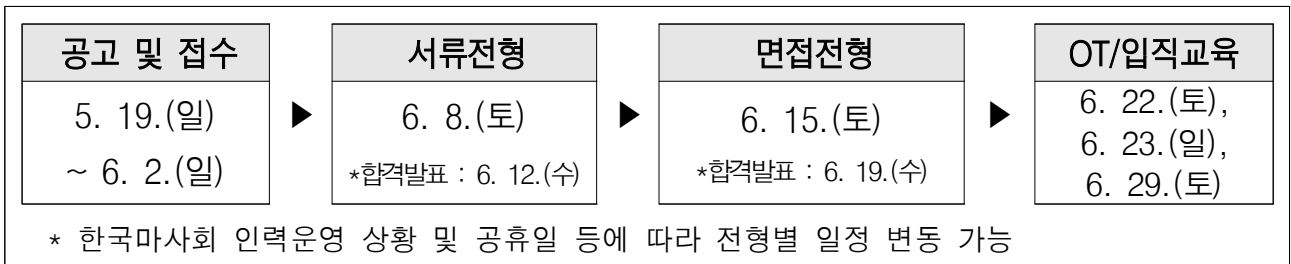 공고 및 접수
5. 19.(일)
~ 6. 2.(일)
▶
서류전형
6. 8.(토)
*합격발표 : 6. 12.(수)
▶
면접전형
6. 15.(토)
*합격발표 : 6. 19.(수)
▶
OT/입직교육
6. 22.(토),
6. 23.(일),
6. 29.(토)
* 한국마사회 인력운영 상황 및 공휴일 등에 따라 전형별 일정 변동 가능